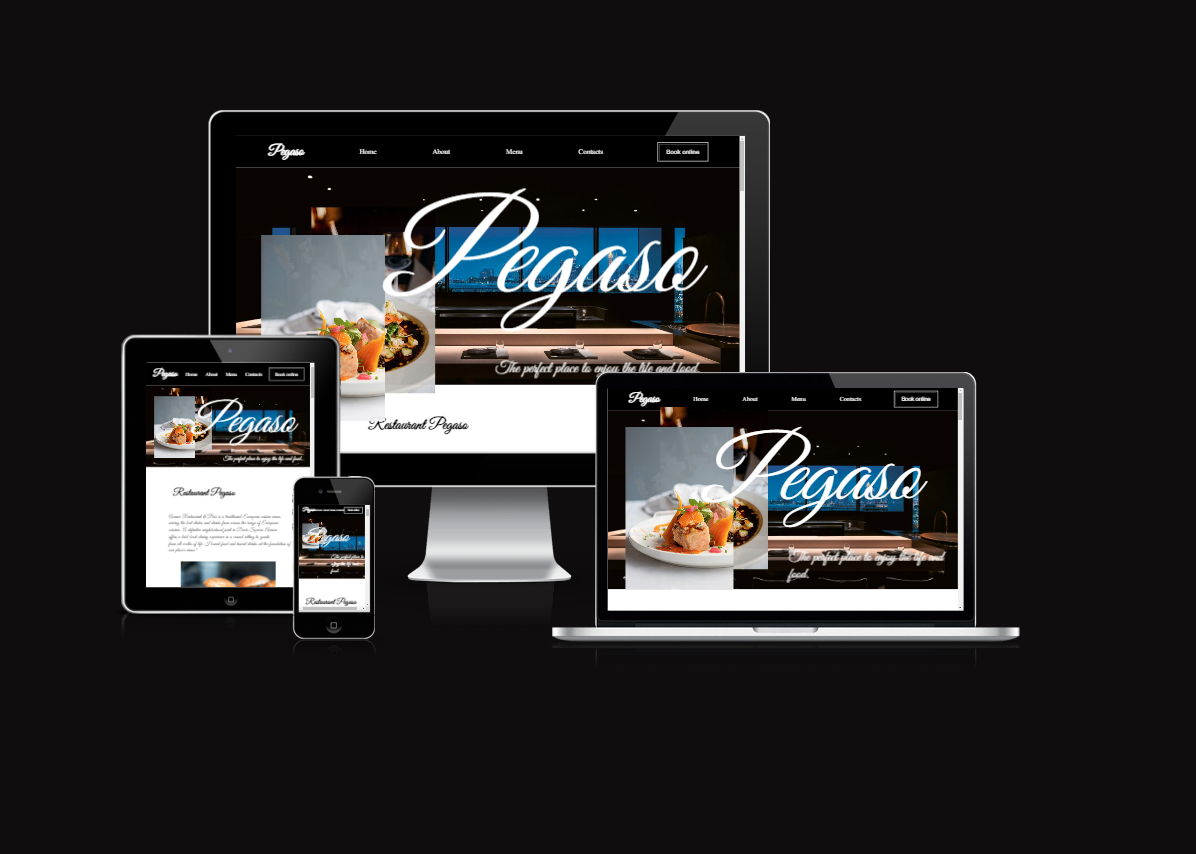 Pegaso
Home
About
Menu
Contacts
Book online
Pegaso
The perfect place to enjoy the life and food.
Restaurant Pegaso
Pegaso
Home
About
Menu
Contacts
Book online
Pegaso
The perfect place to enjoy the life and food.
Restaurant Pegaso
Pegaso
Pegaso
The perfect place to
enjoy the life and
food.
Restaurant Pegaso
Pegaso
Home
About
Menu
Contacts
Book online
Pegaso
The perfect place to enjoy the life and
food.